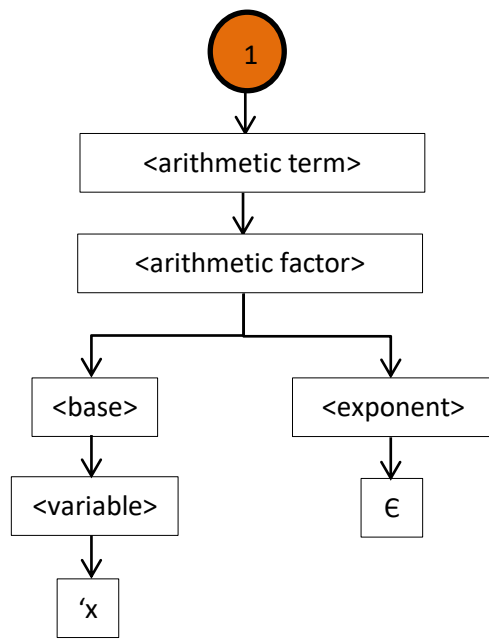 1
<arithmetic term>
<arithmetic factor>
<base>
<exponent>
<variable>
Є
‘x